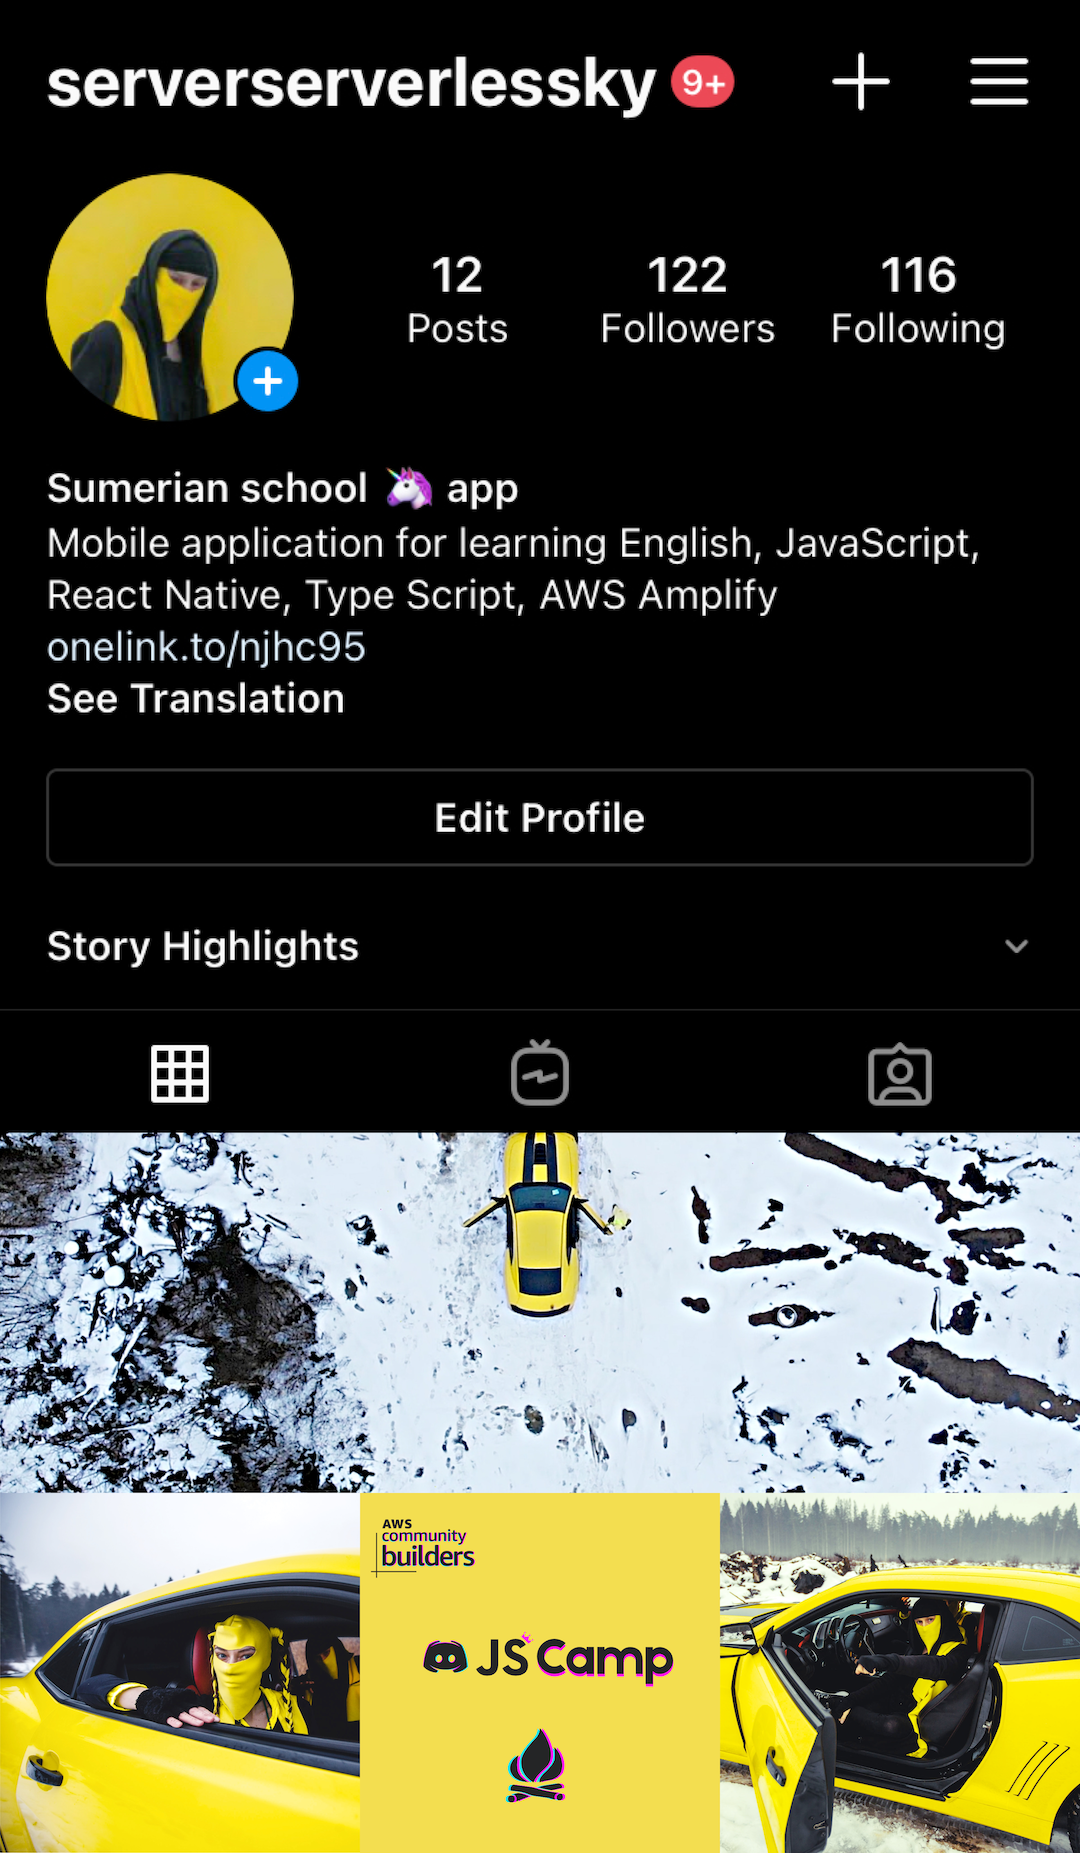 serverserverlessky 9+
12 122 116
Posts Followers Following
Sumerian school 🦄 app
Mobile application for learning English, JavaScript,
React Native, Type Script, AWS Amplify
onelink.to/njhc95
See Translation
Edit Profile
Story Highlights
AWS
community
builders
JS Camp